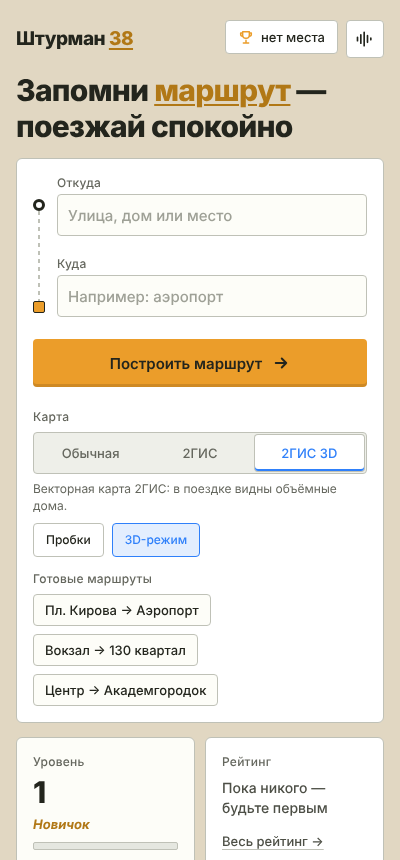 Штурман 38
нет места
Запомни маршрут —
поезжай спокойно
Откуда
Улица, дом или место
Куда
Например: аэропорт
Построить маршрут →
Карта
Обычная
2ГИС
2ГИС 3D
Векторная карта 2ГИС: в поездке видны объёмные
дома.
Пробки
3D-режим
Готовые маршруты
Пл. Кирова → Аэропорт
Вокзал → 130 квартал
Центр → Академгородок
Уровень
1
Новичок
Рейтинг
Пока никого —
будьте первым
Весь рейтинг →